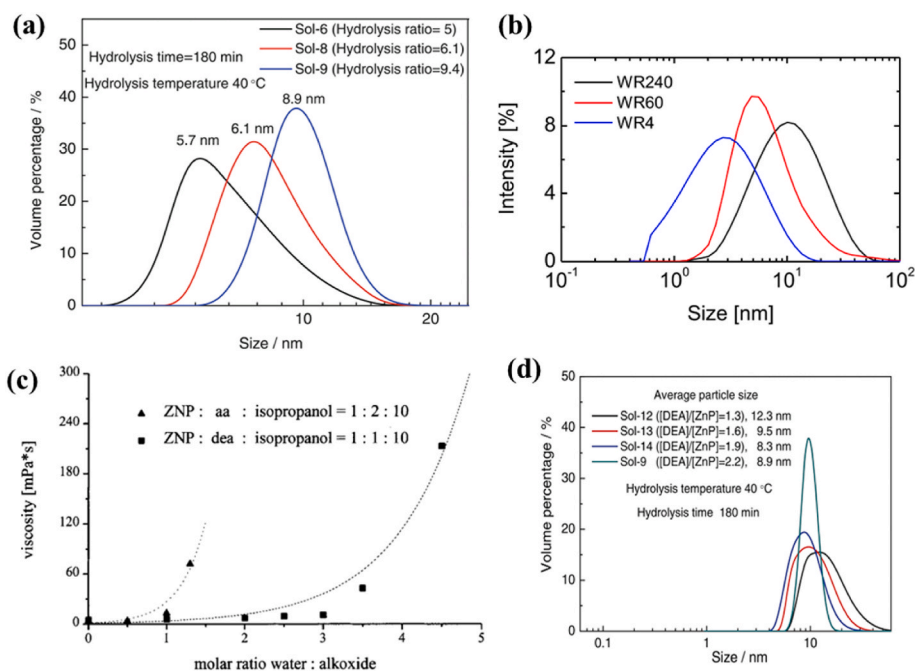 (a)
50
40
30
20
10
0
Volume percentage / %
Sol-6 (Hydrolysis ratio= 5)
Hydrolysis time=180 min
Sol-8 (Hydrolysis ratio=6.1)
Hydrolysis temperature 40 °C
Sol-9 (Hydrolysis ratio=9.4)
5.7 nm
6.1 nm
8.9 nm
10
20
Size / nm
(b)
12
8
4
0
Intensity [%]
WR240
WR60
WR4
10⁻¹
10⁰
10¹
10²
Size [nm]
(c)
300
240
180
120
60
0
viscosity [mPa*s]
ZNP : aa : isopropanol = 1 : 2 : 10
ZNP : dea : isopropanol = 1 : 1 : 10
0
1
2
3
4
5
molar ratio water : alkoxide
(d)
50
40
30
20
10
0
Volume percentage / %
Average particle size
Sol-12 ([DEA]/[ZnP]=1.3), 12.3 nm
Sol-13 ([DEA]/[ZnP]=1.6), 9.5 nm
Sol-14 ([DEA]/[ZnP]=1.9), 8.3 nm
Sol-9 ([DEA]/[ZnP]=2.2), 8.9 nm
Hydrolysis temperature 40 °C
Hydrolysis time 180 min
0.1
1
10
Size / nm